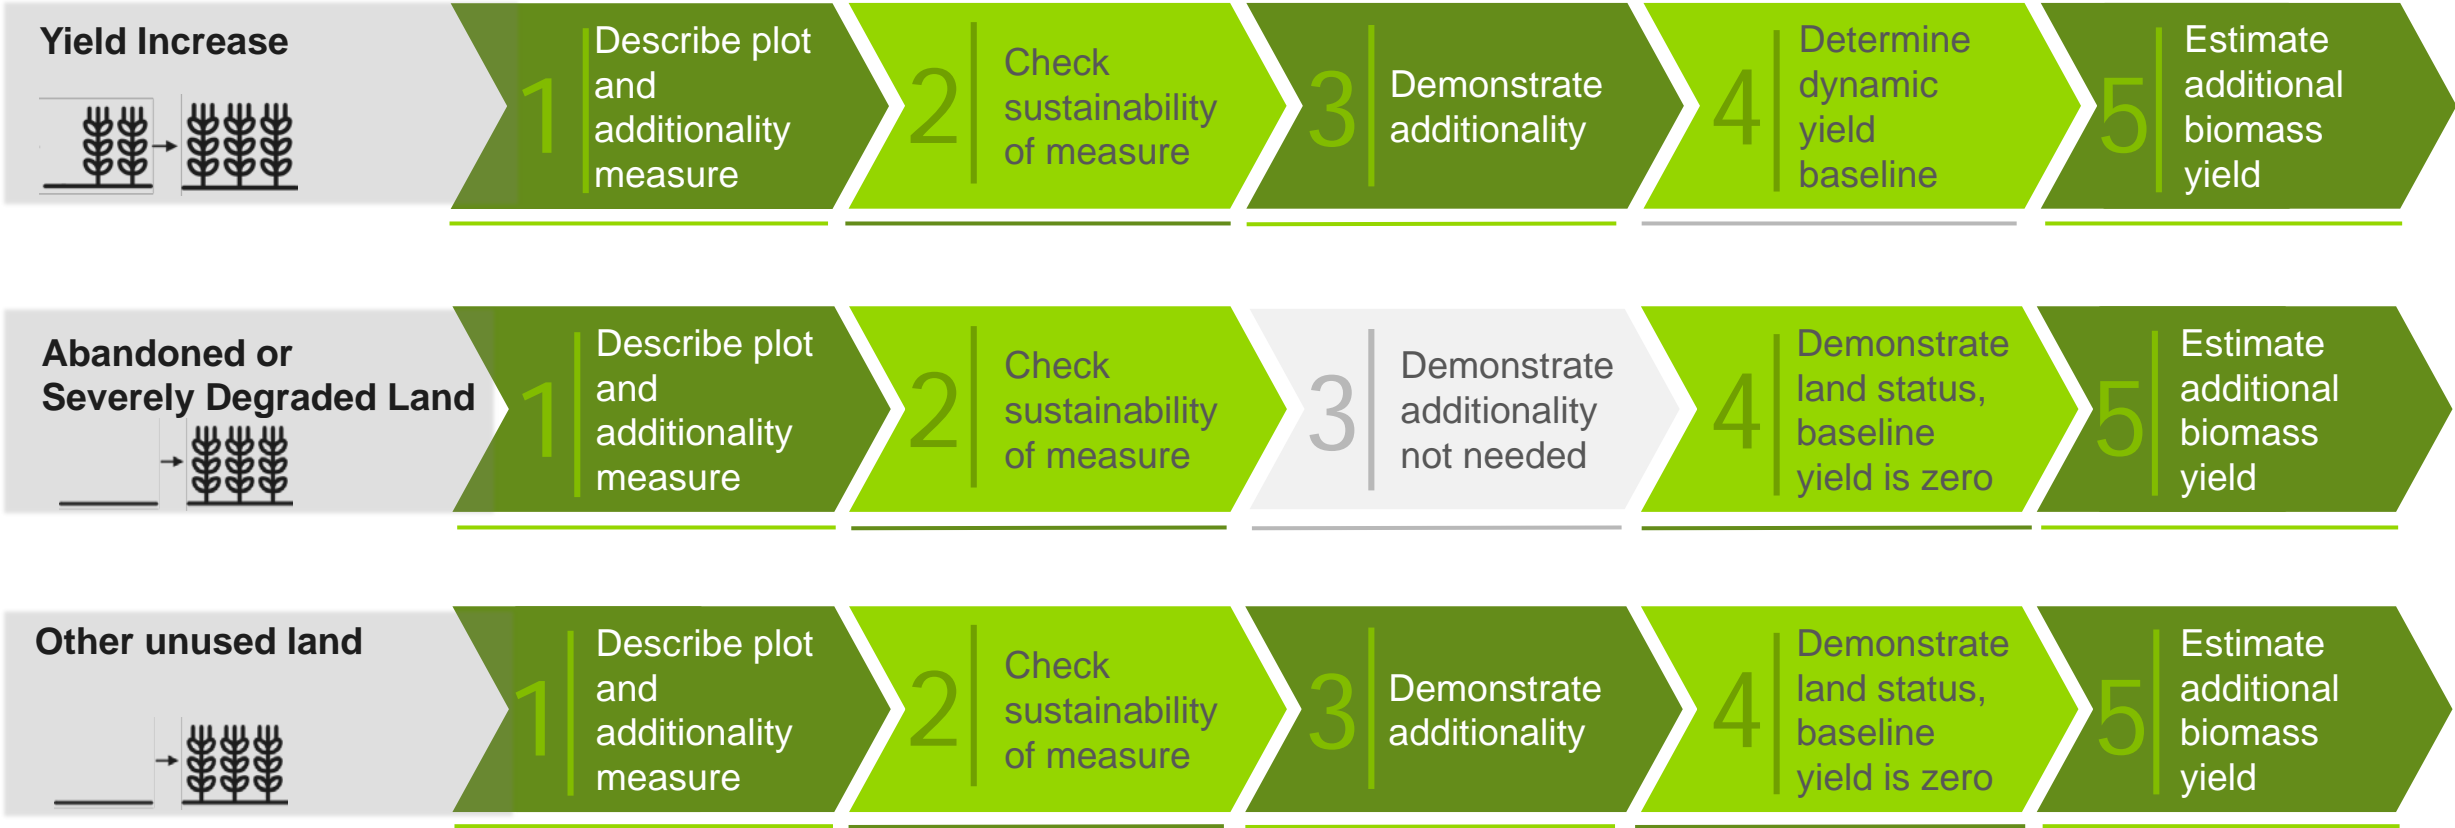 Yield Increase
1
Describe plot
and
additionality
measure
2
Check
sustainability
of measure
3
Demonstrate
additionality
4
Determine
dynamic
yield
baseline
5
Estimate
additional
biomass
yield
Abandoned or
Severely Degraded Land
1
Describe plot
and
additionality
measure
2
Check
sustainability
of measure
3
Demonstrate
additionality
not needed
4
Demonstrate
land status,
baseline
yield is zero
5
Estimate
additional
biomass
yield
Other unused land
1
Describe plot
and
additionality
measure
2
Check
sustainability
of measure
3
Demonstrate
additionality
4
Demonstrate
land status,
baseline
yield is zero
5
Estimate
additional
biomass
yield